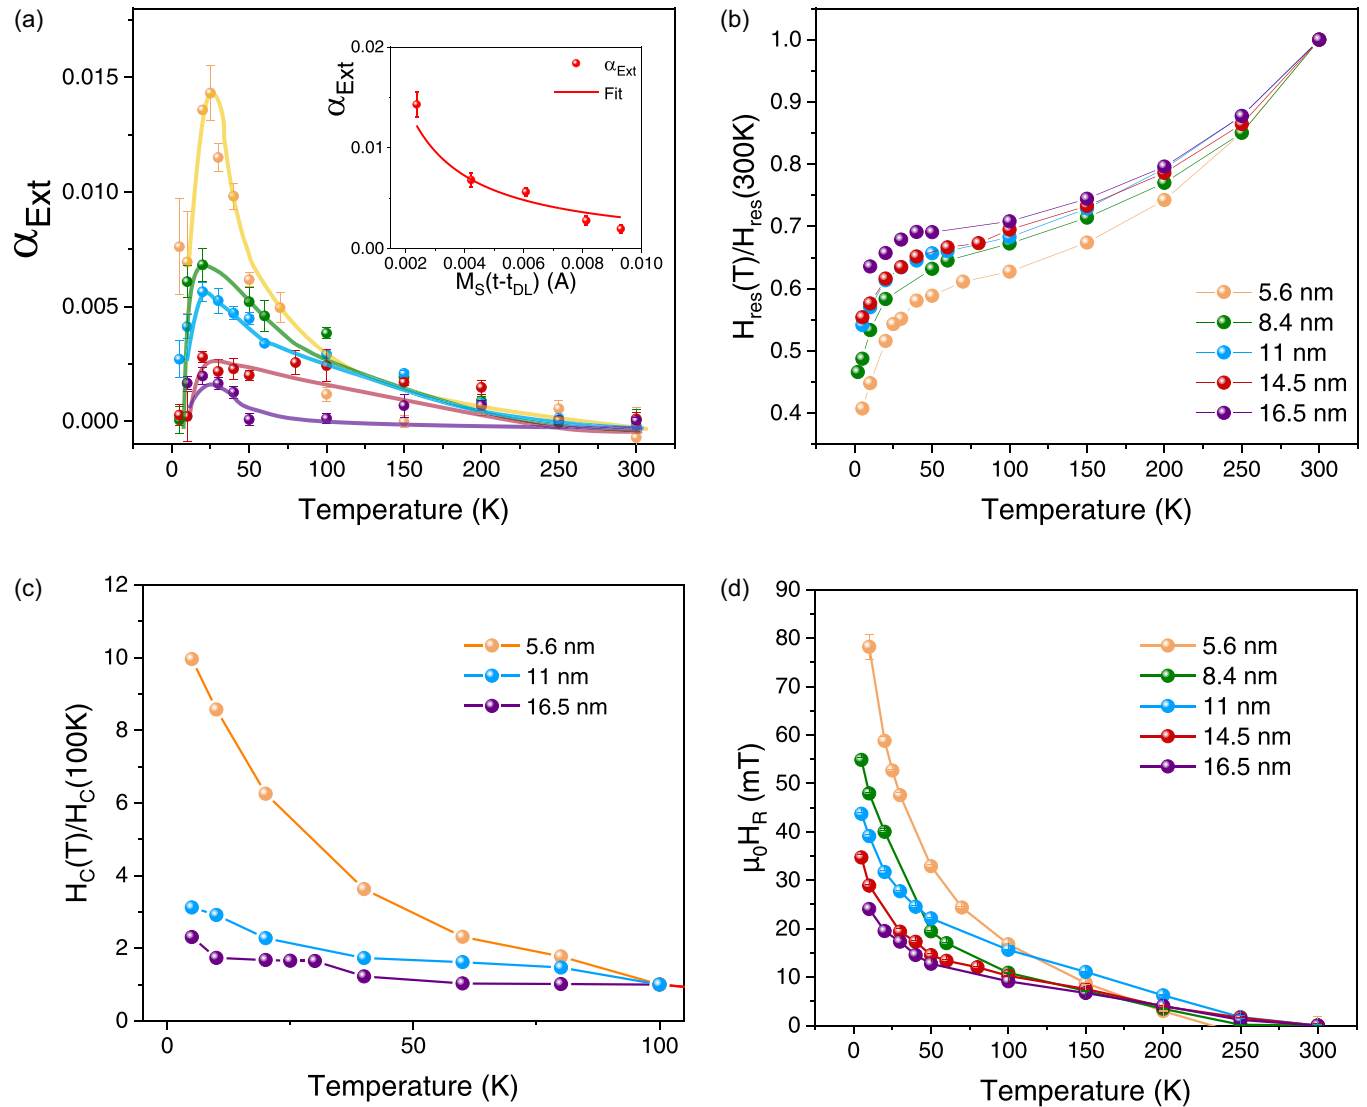 (a)
α_Ext
0.015
0.010
0.005
0.000
0 50 100 150 200 250 300
Temperature (K)
α_Ext
0.02
0.01
0.00
0.002 0.004 0.006 0.008 0.010
M_S(t-t_DL) (A)
α_Ext
Fit
(b)
H_res(T)/H_res(300K)
1.0
0.9
0.8
0.7
0.6
0.5
0.4
0 50 100 150 200 250 300
Temperature (K)
5.6 nm
8.4 nm
11 nm
14.5 nm
16.5 nm
(c)
H_C(T)/H_C(100K)
12
10
8
6
4
2
0
0 50 100
Temperature (K)
5.6 nm
11 nm
16.5 nm
(d)
μ₀H_R (mT)
90
80
70
60
50
40
30
20
10
0
0 50 100 150 200 250 300
Temperature (K)
5.6 nm
8.4 nm
11 nm
14.5 nm
16.5 nm